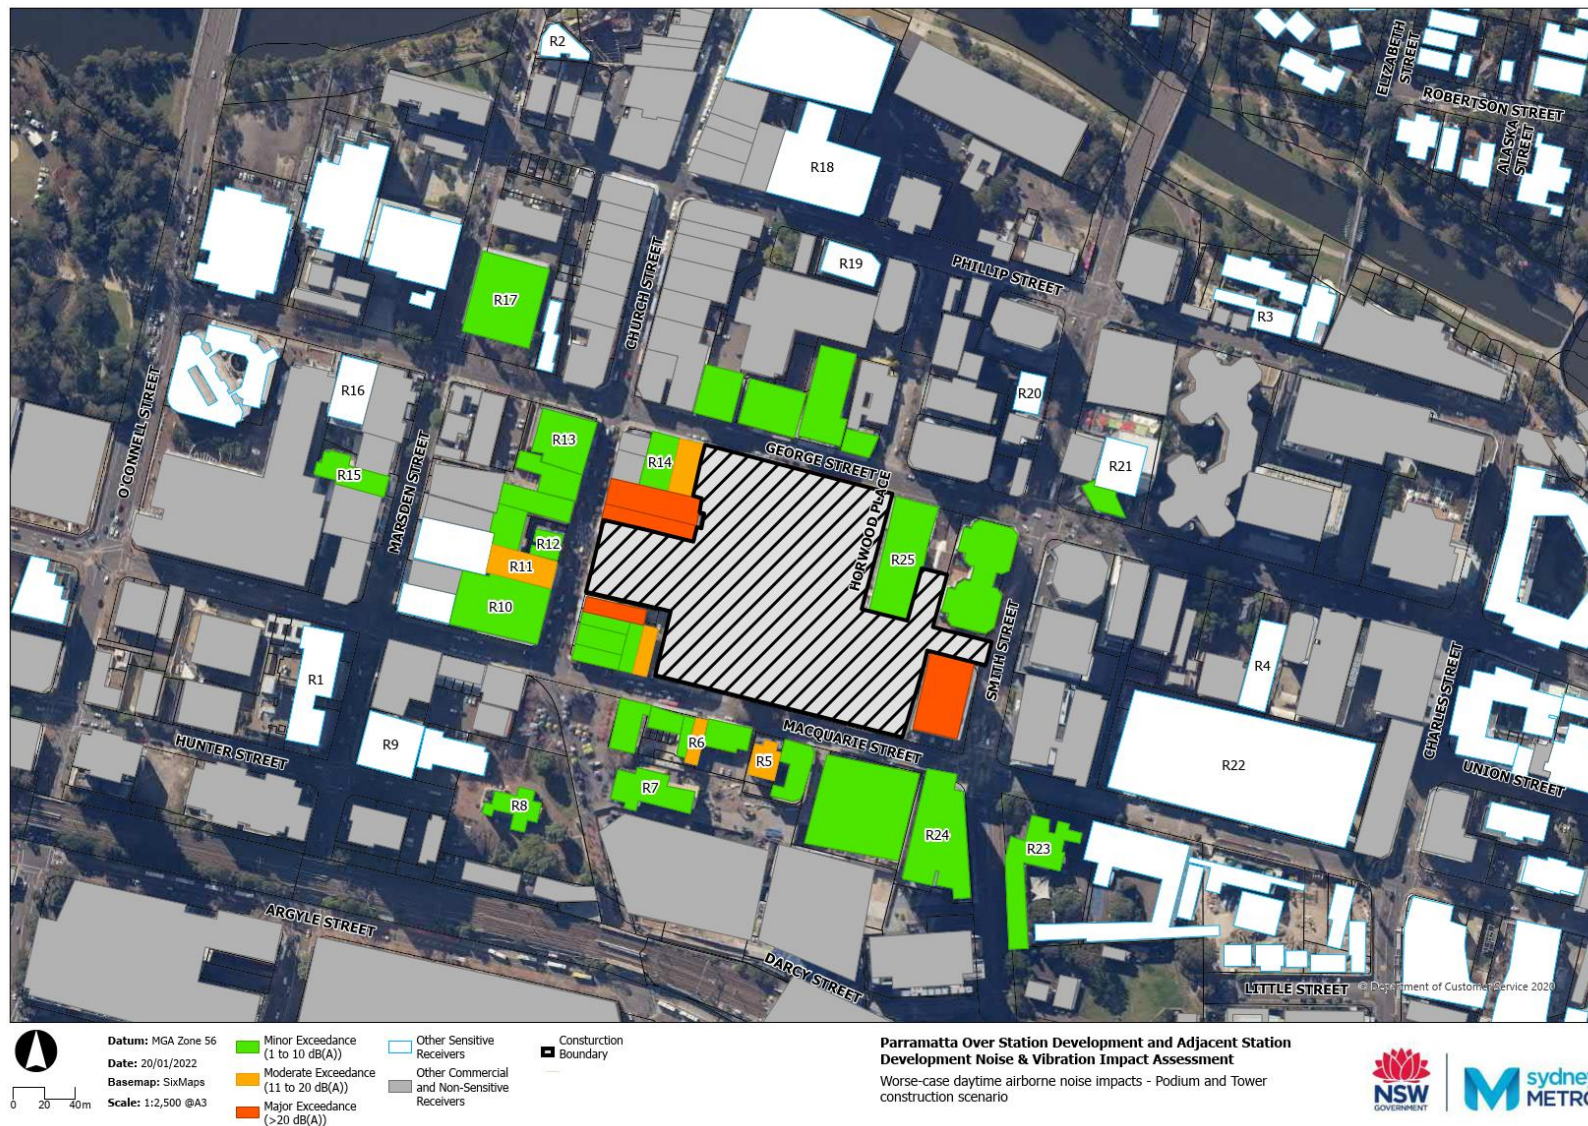 R2
ELIZABETH
STREET
ROBERTSON STREET
ALASKA
STREET
R18
R19
PHILLIP STREET
R17
CHURCH STREET
R3
R16
R20
O'CONNELL STREET
R13
GEORGE STREET
R14
R21
R15
MARSDEN STREET
HORWOOD PLACE
R12
R25
R11
R10
SMITH STREET
R1
R4
CHARLES STREET
HUNTER STREET
R9
R6
MACQUARIE STREET
R5
R22
UNION STREET
R7
R8
R24
R23
ARGYLE STREET
DARCY STREET
LITTLE STREET
© Department of Customer Service 2020
Datum: MGA Zone 56
Date: 20/01/2022
Basemap: SixMaps
Scale: 1:2,500 @A3
0 20 40m
Minor Exceedance
(1 to 10 dB(A))
Moderate Exceedance
(11 to 20 dB(A))
Major Exceedance
(>20 dB(A))
Other Sensitive
Receivers
Other Commercial
and Non-Sensitive
Receivers
Consturction
Boundary
Parramatta Over Station Development and Adjacent Station
Development Noise & Vibration Impact Assessment
Worse-case daytime airborne noise impacts - Podium and Tower
construction scenario
NSW
GOVERNMENT
sydney
METRO